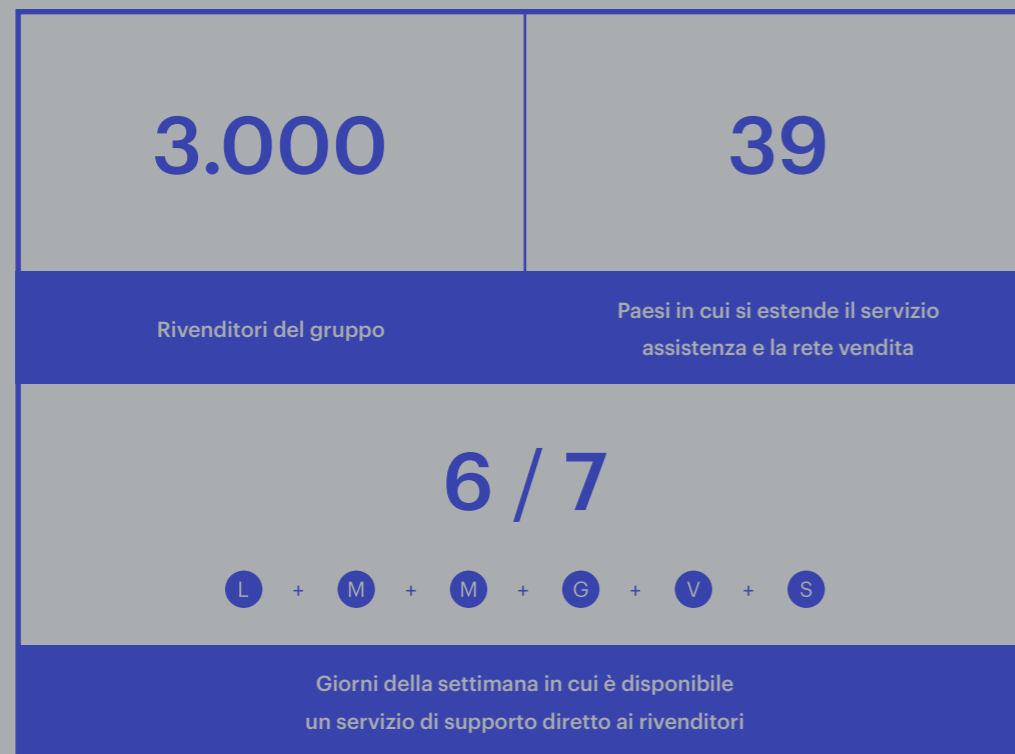 3.000
39
Rivenditori del gruppo
Paesi in cui si estende il servizio
assistenza e la rete vendita
6 / 7
L + M + M + G + V + S
Giorni della settimana in cui è disponibile
un servizio di supporto diretto ai rivenditori